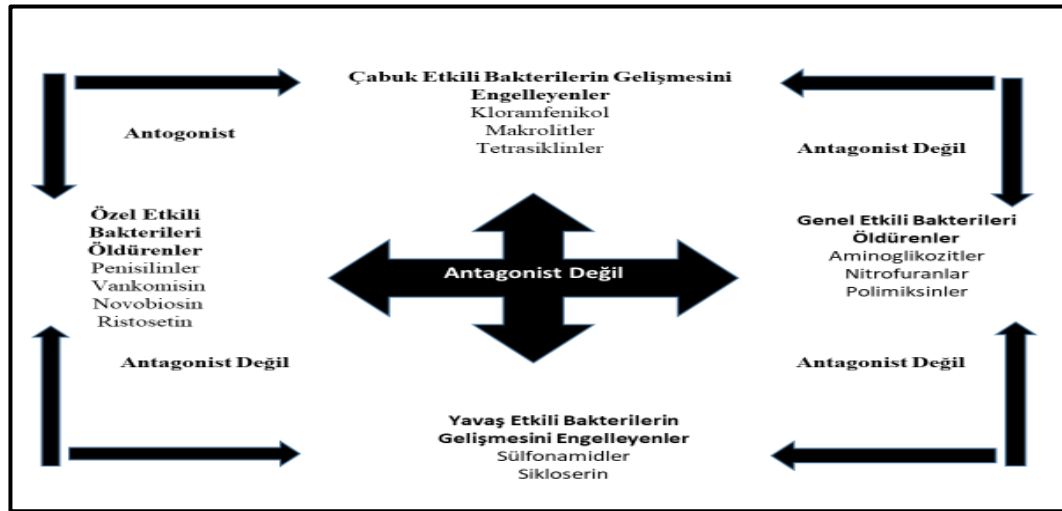 Çabuk Etkili Bakterilerin Gelişmesini
Engelleyenler
Kloramfenikol
Makrolitler
Tetrasiklinler
Antogonist
Antagonist Değil
Özel Etkili
Bakterileri
Öldürenler
Penisilinler
Vankomisin
Novobiosin
Ristosetin
Antagonist Değil
Genel Etkili Bakterileri
Öldürenler
Aminoglikozitler
Nitrofuranlar
Polimiksinler
Antagonist Değil
Antagonist Değil
Yavaş Etkili Bakterilerin
Gelişmesini Engelleyenler
Sülfonamidler
Sikloserin